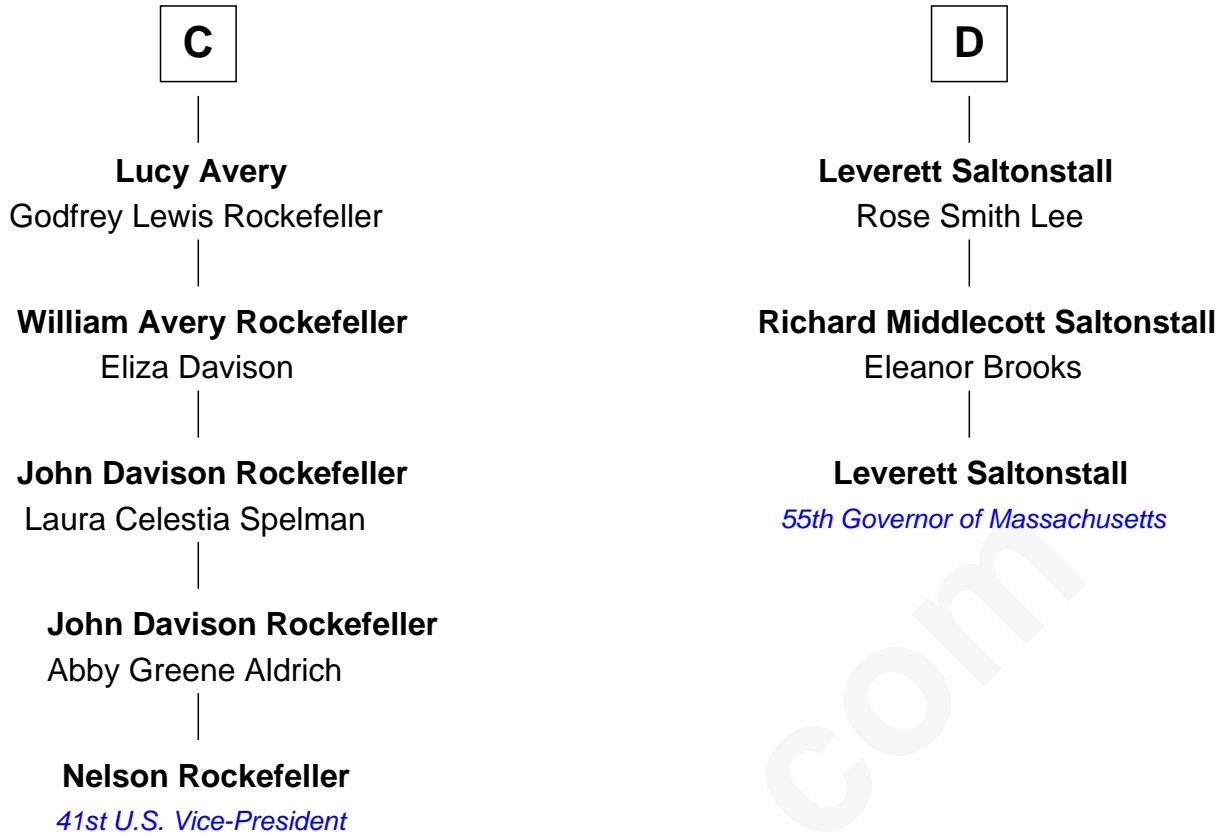 C
Lucy Avery
Godfrey Lewis Rockefeller
William Avery Rockefeller
Eliza Davison
John Davison Rockefeller
Laura Celestia Spelman
John Davison Rockefeller
Abby Greene Aldrich
Nelson Rockefeller
41st U.S. Vice-President
D
Leverett Saltonstall
Rose Smith Lee
Richard Middlecott Saltonstall
Eleanor Brooks
Leverett Saltonstall
55th Governor of Massachusetts
com